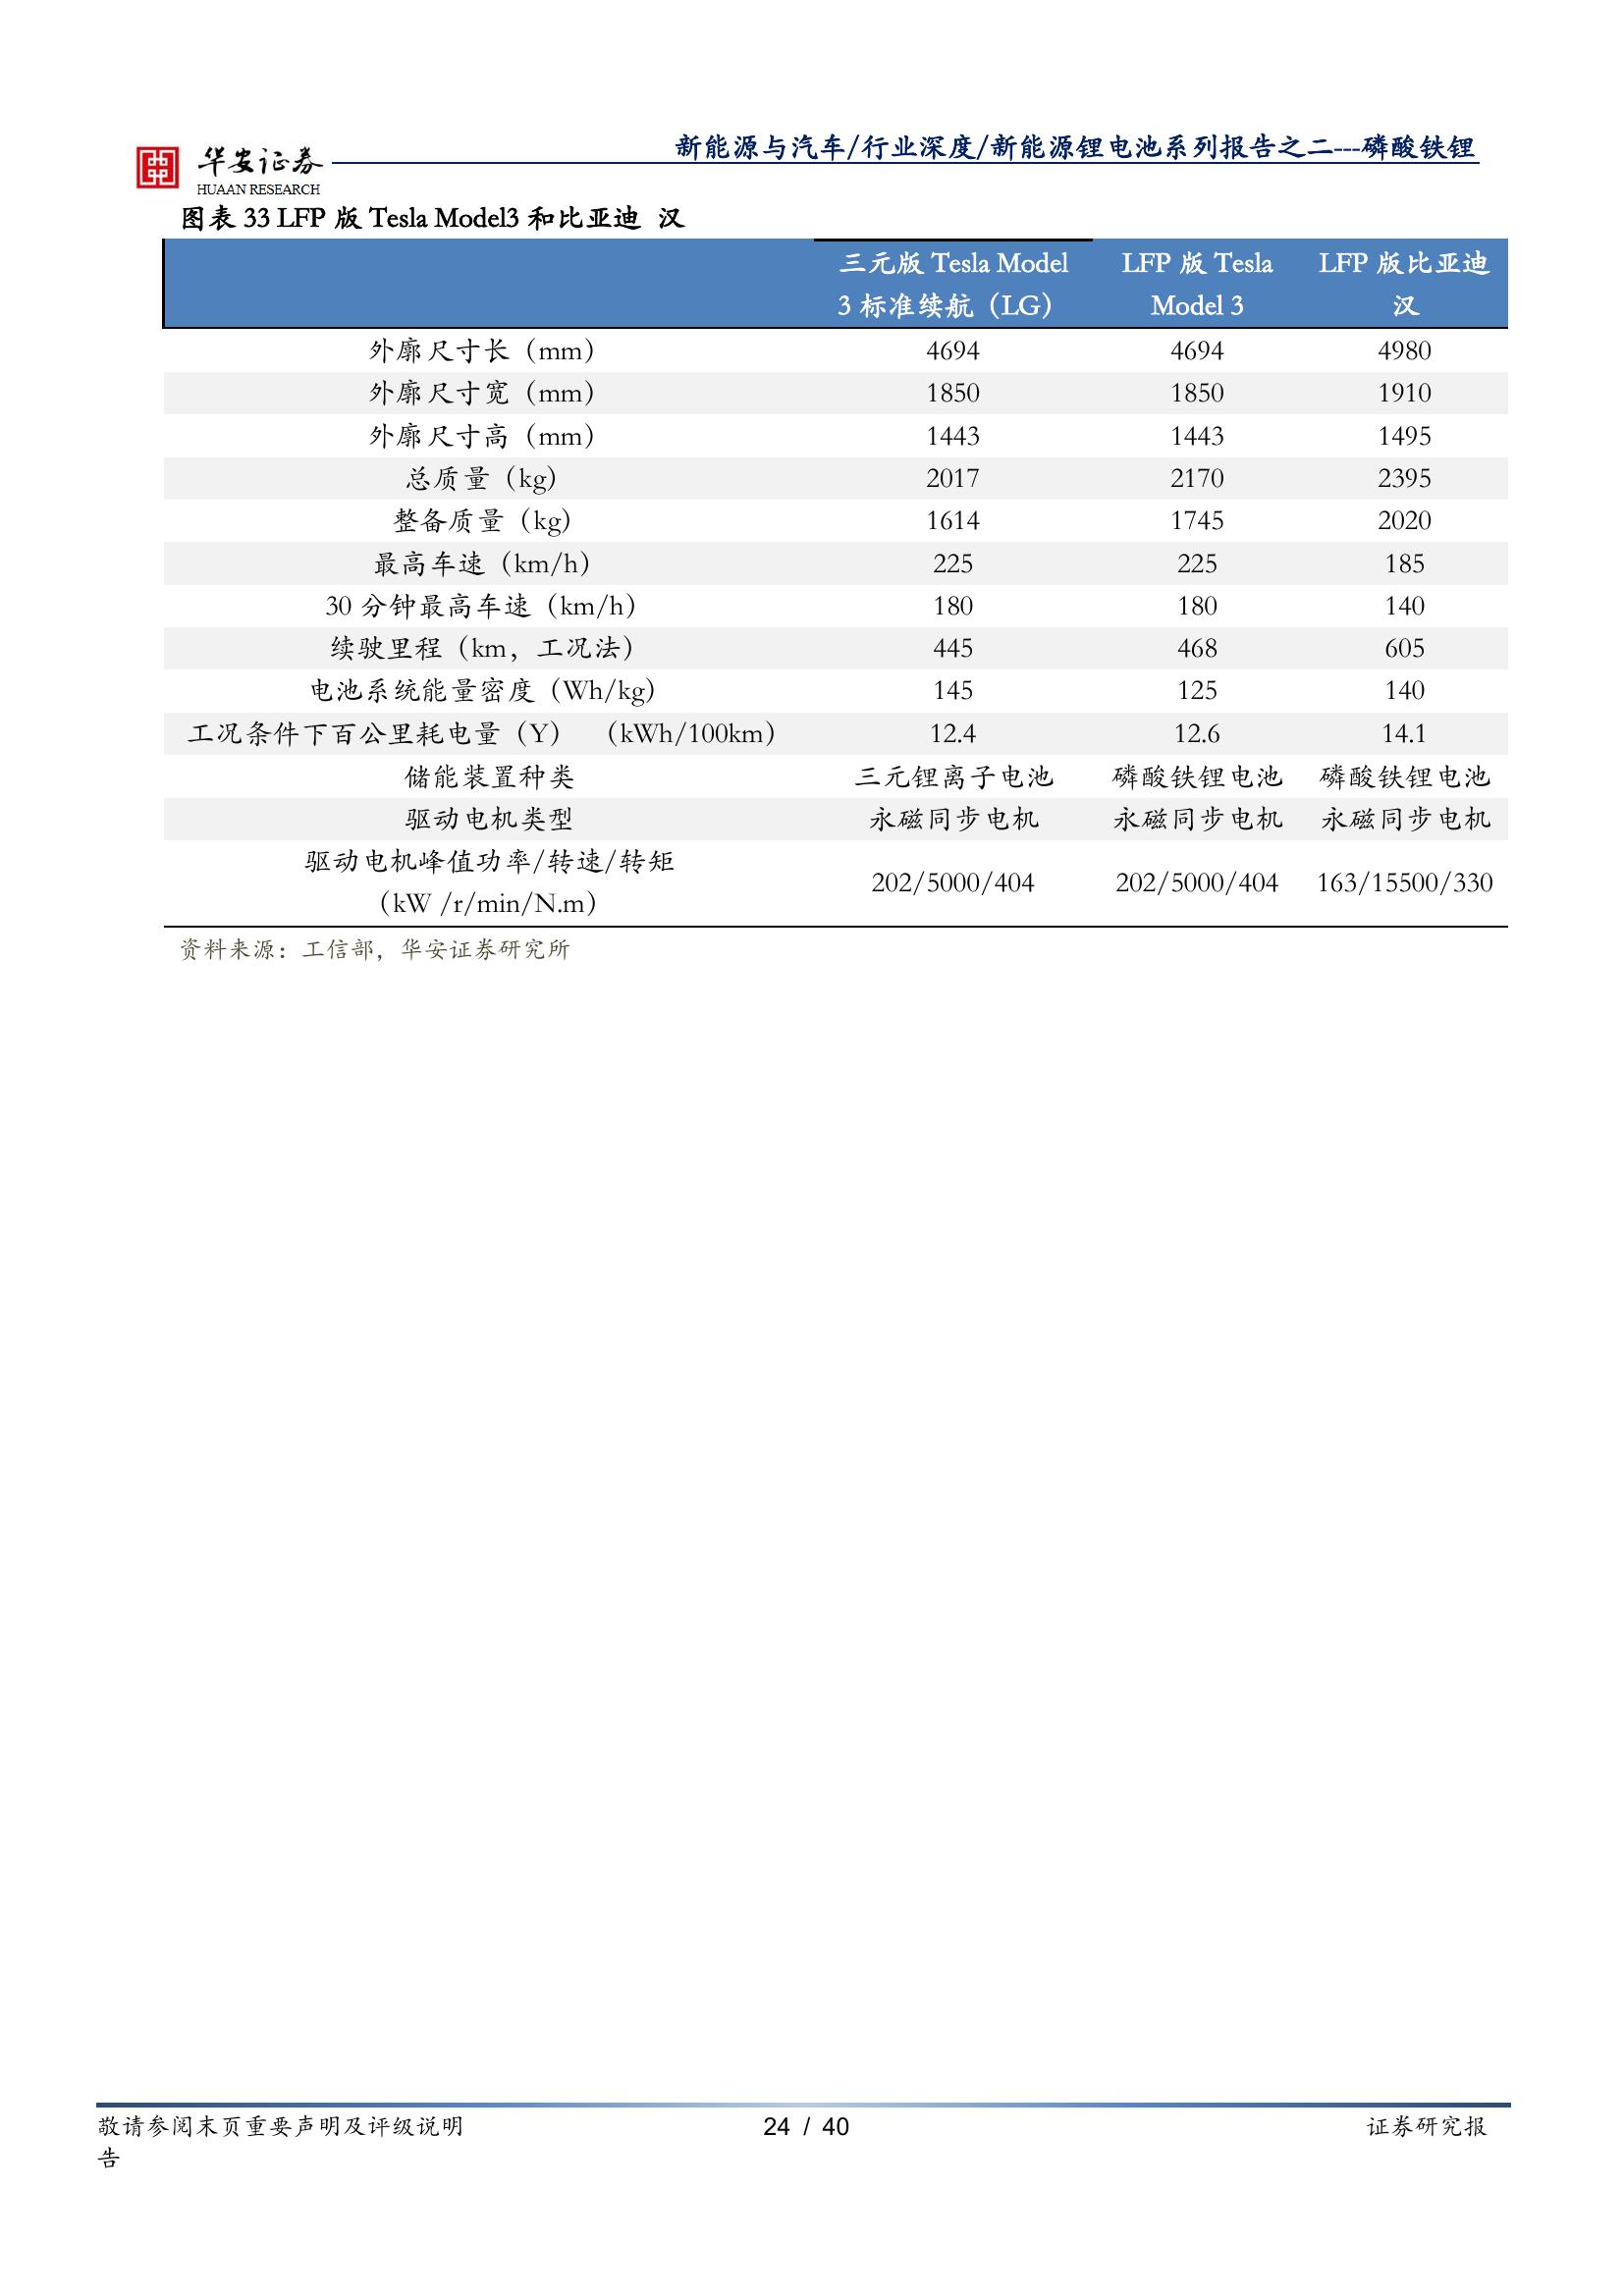 新能源与汽车/行业深度/新能源锂电池系列报告之二---磷酸铁锂
华安证券
HUAAN RESEARCH
图表 33 LFP 版 Tesla Model3 和比亚迪 汉
三元版 Tesla Model 3 标准续航（LG） LFP 版 Tesla Model 3 LFP 版比亚迪 汉
外廓尺寸长（mm） 4694 4694 4980
外廓尺寸宽（mm） 1850 1850 1910
外廓尺寸高（mm） 1443 1443 1495
总质量（kg) 2017 2170 2395
整备质量（kg) 1614 1745 2020
最高车速（km/h） 225 225 185
30 分钟最高车速（km/h） 180 180 140
续驶里程（km，工况法） 445 468 605
电池系统能量密度（Wh/kg) 145 125 140
工况条件下百公里耗电量（Y） （kWh/100km） 12.4 12.6 14.1
储能装置种类 三元锂离子电池 磷酸铁锂电池 磷酸铁锂电池
驱动电机类型 永磁同步电机 永磁同步电机 永磁同步电机
驱动电机峰值功率/转速/转矩
（kW /r/min/N.m） 202/5000/404 202/5000/404 163/15500/330
资料来源：工信部，华安证券研究所
敬请参阅末页重要声明及评级说明 24 / 40 证券研究报
告